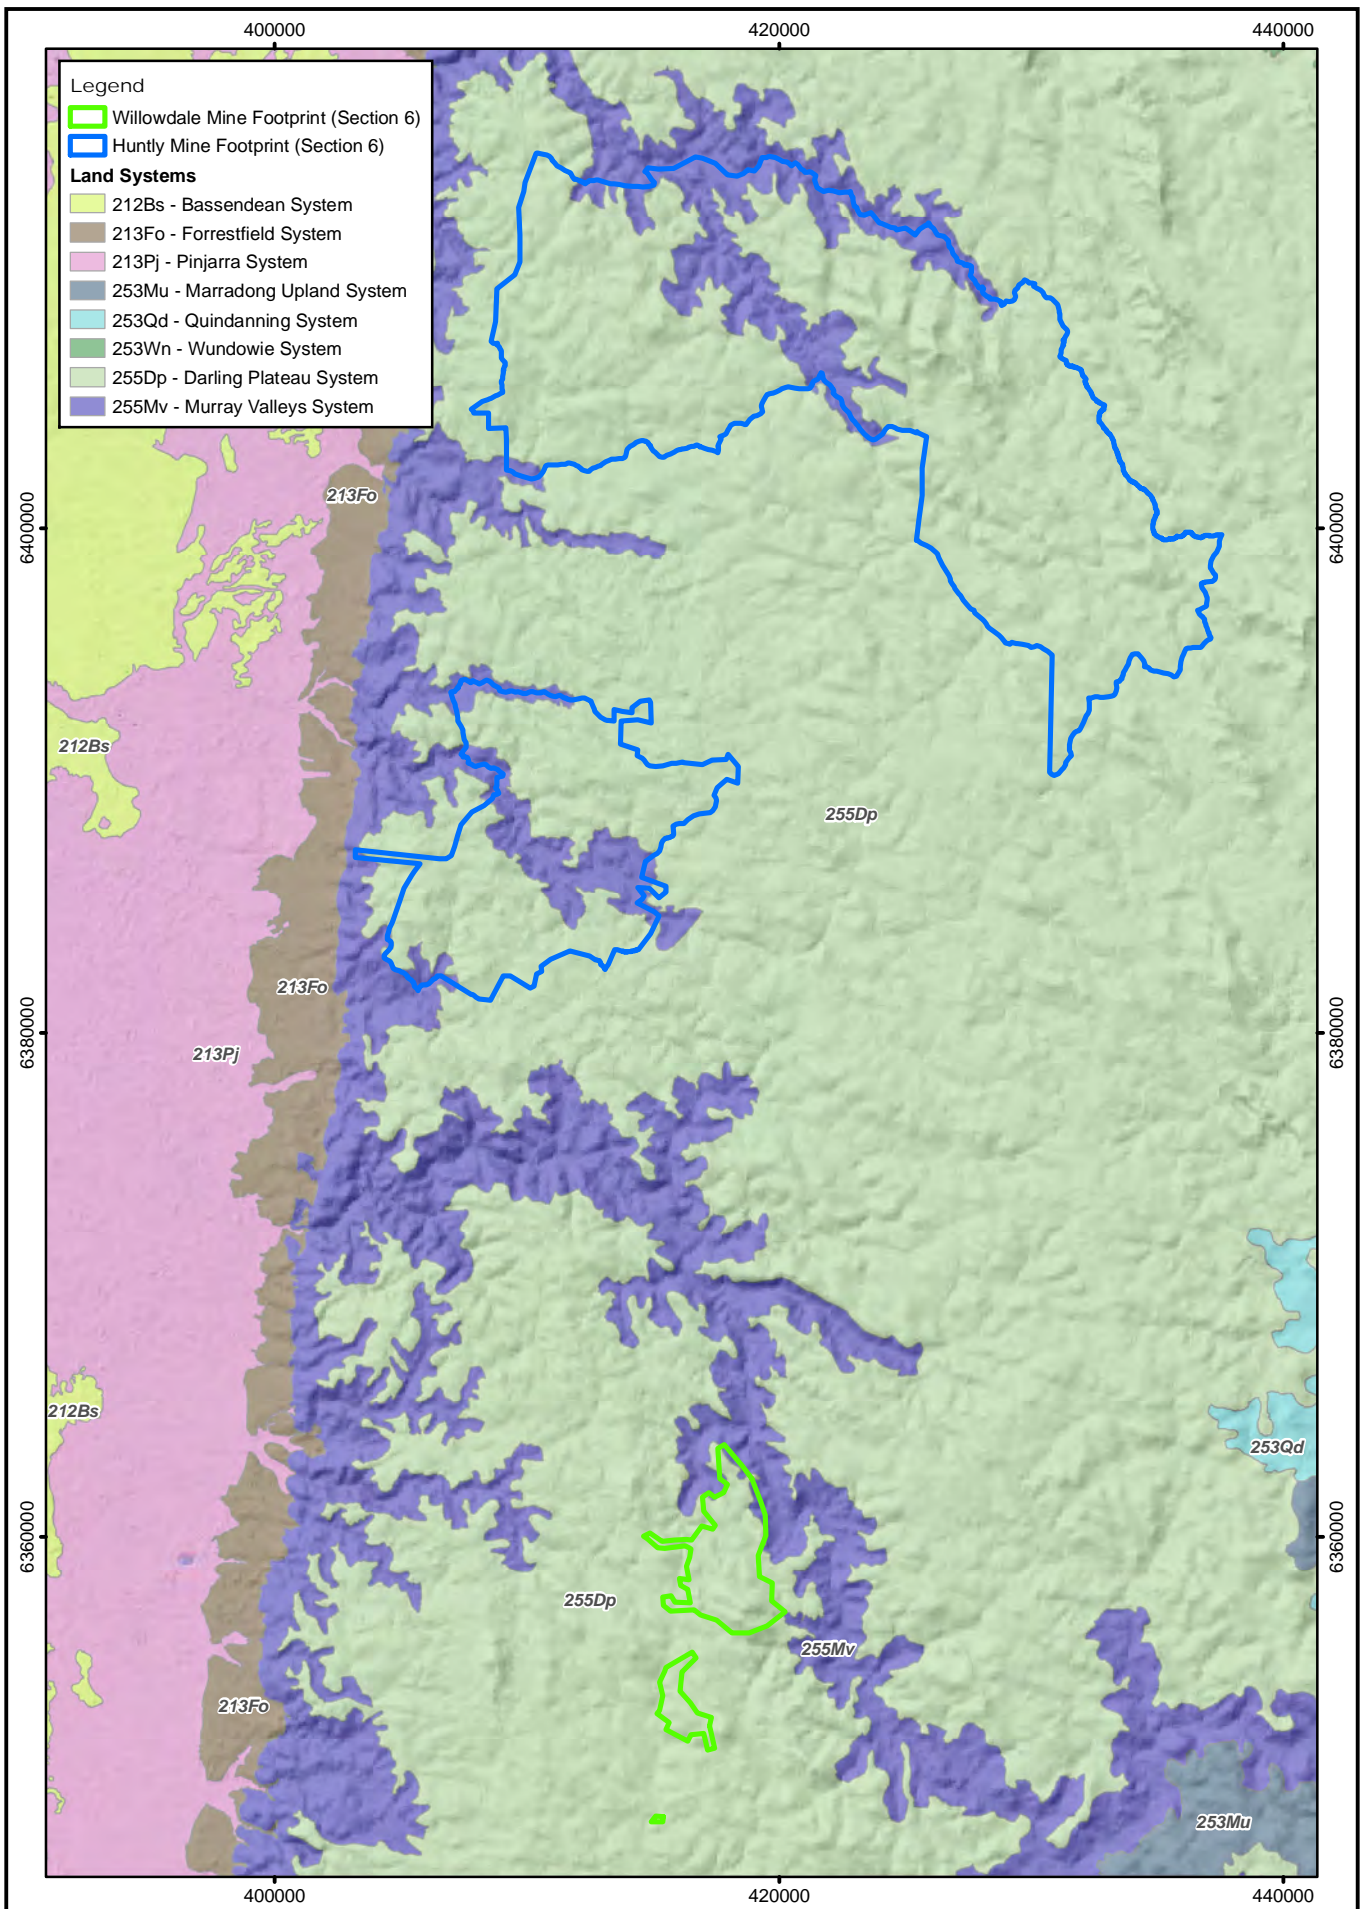 400000
420000
440000
Legend
Willowdale Mine Footprint (Section 6)
Huntly Mine Footprint (Section 6)
Land Systems
212Bs - Bassendean System
213Fo - Forrestfield System
213Pj - Pinjarra System
253Mu - Marradong Upland System
253Qd - Quindanning System
253Wn - Wundowie System
255Dp - Darling Plateau System
255Mv - Murray Valleys System
213Fo
6400000
6400000
212Bs
255Dp
213Fo
6380000
6380000
213Pj
212Bs
253Qd
6360000
6360000
255Dp
255Mv
213Fo
253Mu
400000
420000
440000